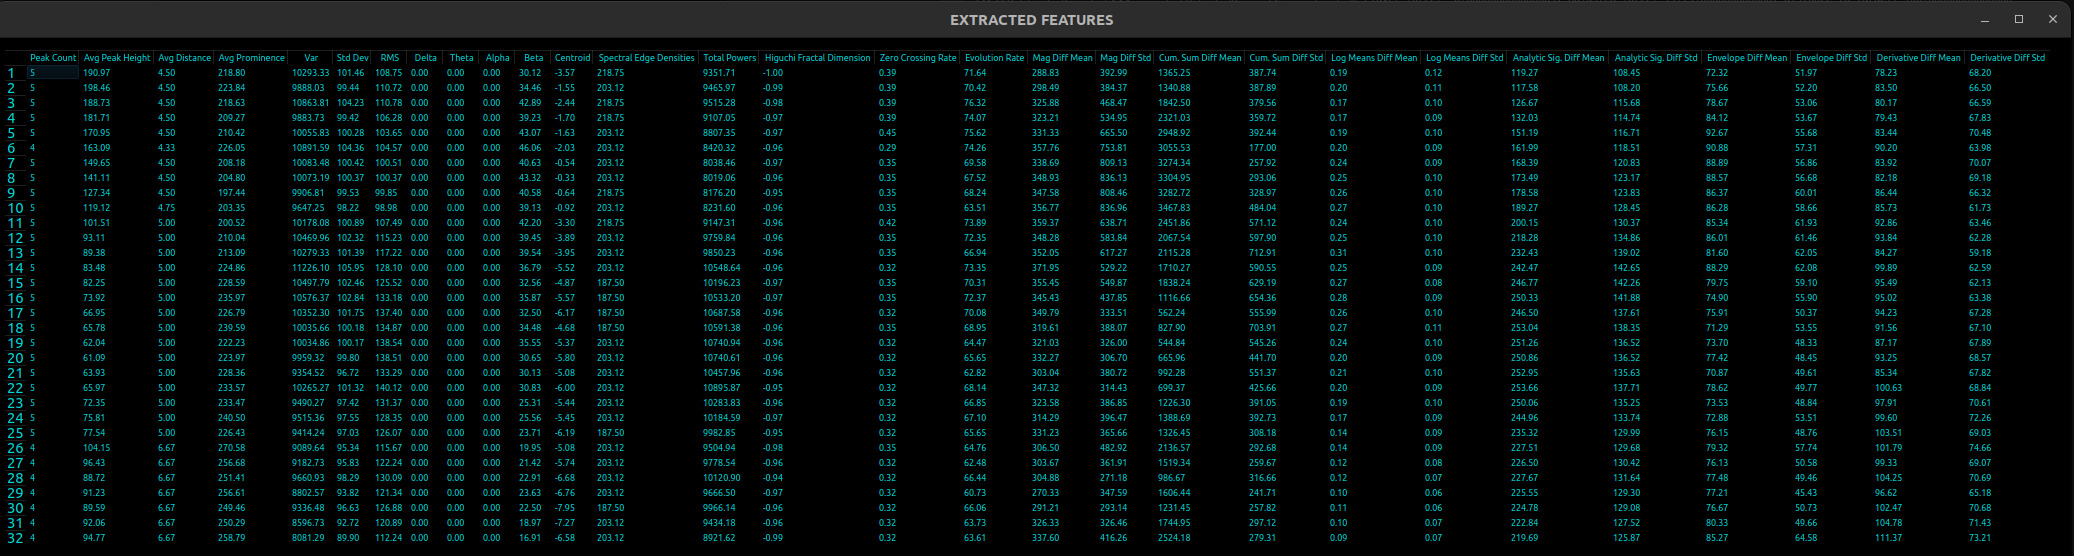 EXTRACTED FEATURES
Peak Count Avg Peak Height Avg Distance Avg Prominence Var Std Dev RMS Delta Theta Alpha Beta Centroid Spectral Edge Densities Total Powers Higuchi Fractal Dimension Zero Crossing Rate Evolution Rate Mag Diff Mean Mag Diff Std Cum. Sum Diff Mean Cum. Sum Diff Std Log Means Diff Mean Log Means Diff Std Analytic Sig. Diff Mean Analytic Sig. Diff Std Envelope Diff Mean Envelope Diff Std Derivative Diff Mean Derivative Diff Std
1 5 190.97 4.50 218.80 10293.33 101.46 108.75 0.00 0.00 0.00 30.12 -3.57 218.75 9351.71 -1.00 0.39 71.64 288.83 392.99 1365.25 387.74 0.19 0.12 119.27 108.45 72.32 51.97 78.23 68.20
2 5 198.46 4.50 223.84 9888.03 99.44 110.72 0.00 0.00 0.00 34.46 -1.55 203.12 9465.97 -0.99 0.39 70.42 298.49 384.37 1340.88 387.89 0.20 0.11 117.58 108.20 75.66 52.20 83.50 66.50
3 5 188.73 4.50 218.63 10863.81 104.23 110.78 0.00 0.00 0.00 42.89 -2.44 218.75 9515.28 -0.98 0.39 76.32 325.88 468.47 1842.50 379.56 0.17 0.10 126.67 115.68 78.67 53.06 80.17 66.59
4 5 181.71 4.50 209.27 9883.73 99.42 106.28 0.00 0.00 0.00 39.23 -1.70 218.75 9107.05 -0.97 0.39 74.07 323.21 534.95 2321.03 359.72 0.17 0.09 132.03 114.74 84.12 53.67 79.43 67.83
5 5 170.95 4.50 210.42 10055.83 100.28 103.65 0.00 0.00 0.00 43.07 -1.63 203.12 8807.35 -0.97 0.45 75.62 331.33 665.50 2948.92 392.44 0.19 0.10 151.19 116.71 92.67 55.68 83.44 70.48
6 4 163.09 4.33 226.05 10891.59 104.36 104.57 0.00 0.00 0.00 46.06 -2.03 203.12 8420.32 -0.96 0.29 74.26 357.76 753.81 3055.53 177.00 0.20 0.09 161.99 118.51 90.88 57.31 90.20 63.98
7 5 149.65 4.50 208.18 10083.48 100.42 100.51 0.00 0.00 0.00 40.63 -0.54 203.12 8038.46 -0.96 0.35 69.58 338.69 809.13 3274.34 257.92 0.24 0.09 168.39 120.83 88.89 56.86 83.92 70.07
8 5 141.11 4.50 204.80 10073.19 100.37 100.37 0.00 0.00 0.00 43.32 -0.33 203.12 8019.06 -0.96 0.35 67.52 348.93 836.13 3304.95 293.06 0.25 0.10 173.49 123.17 88.57 56.68 82.18 69.18
9 5 127.34 4.50 197.44 9906.81 99.53 99.85 0.00 0.00 0.00 40.58 -0.64 218.75 8176.20 -0.95 0.35 68.24 347.58 808.46 3282.72 328.97 0.26 0.10 178.58 123.83 86.37 60.01 86.44 66.32
10 5 119.12 4.75 203.35 9647.25 98.22 98.98 0.00 0.00 0.00 39.13 -0.92 203.12 8231.60 -0.96 0.35 63.51 356.77 836.96 3467.83 484.04 0.27 0.10 189.27 128.45 86.28 58.66 85.73 61.73
11 5 101.51 5.00 200.52 10178.08 100.89 107.49 0.00 0.00 0.00 42.20 -3.30 218.75 9147.31 -0.96 0.42 73.89 359.37 638.71 2451.86 571.12 0.24 0.10 200.15 130.37 85.34 61.93 92.86 63.46
12 5 93.11 5.00 210.04 10469.96 102.32 115.23 0.00 0.00 0.00 39.45 -3.89 203.12 9759.84 -0.96 0.35 72.35 348.28 583.84 2067.54 597.90 0.25 0.10 218.28 134.86 86.01 61.46 93.84 62.28
13 5 89.38 5.00 213.09 10279.33 101.39 117.22 0.00 0.00 0.00 39.54 -3.95 203.12 9850.23 -0.96 0.35 66.94 352.05 617.27 2115.28 712.91 0.31 0.10 232.43 139.02 81.60 62.05 84.27 59.18
14 5 83.48 5.00 224.86 11226.10 105.95 128.10 0.00 0.00 0.00 36.79 -5.52 203.12 10548.64 -0.96 0.32 73.35 371.95 529.22 1710.27 590.55 0.25 0.09 242.47 142.65 88.29 62.08 99.89 62.59
15 5 82.25 5.00 228.59 10497.79 102.46 125.52 0.00 0.00 0.00 32.56 -4.87 187.50 10196.23 -0.97 0.35 70.31 355.45 549.87 1838.24 629.19 0.27 0.08 246.77 142.26 79.75 59.10 95.49 62.13
16 5 73.92 5.00 235.97 10576.37 102.84 133.18 0.00 0.00 0.00 35.87 -5.57 203.12 10533.20 -0.97 0.35 72.37 345.43 437.85 1116.66 654.36 0.28 0.09 250.33 141.88 74.90 55.90 95.02 63.38
17 5 66.95 5.00 226.79 10352.30 101.75 137.40 0.00 0.00 0.00 32.50 -6.17 187.50 10687.58 -0.96 0.32 70.08 349.79 333.51 562.24 555.99 0.26 0.10 246.50 137.61 75.91 50.37 94.23 67.28
18 5 65.78 5.00 239.59 10035.66 100.18 134.87 0.00 0.00 0.00 34.48 -4.68 187.50 10591.38 -0.96 0.35 68.95 319.61 388.07 827.90 703.91 0.27 0.11 253.04 138.35 71.29 53.55 91.56 67.10
19 5 62.04 5.00 222.23 10034.86 100.17 138.54 0.00 0.00 0.00 35.55 -5.37 203.12 10740.94 -0.96 0.32 64.47 321.03 326.00 544.84 545.26 0.24 0.10 251.26 136.52 73.70 48.33 87.17 67.89
20 5 61.09 5.00 223.97 9959.32 99.80 138.51 0.00 0.00 0.00 30.65 -5.80 203.12 10740.61 -0.96 0.32 65.65 332.27 306.70 665.96 441.70 0.20 0.09 250.86 136.52 77.42 48.45 93.25 68.57
21 5 63.93 5.00 228.36 9354.52 96.72 133.29 0.00 0.00 0.00 30.13 -5.08 203.12 10457.96 -0.96 0.32 62.82 303.04 380.72 992.28 551.37 0.21 0.10 252.95 135.63 70.87 49.61 85.34 67.82
22 5 65.97 5.00 233.57 10265.27 101.32 140.12 0.00 0.00 0.00 30.83 -6.00 203.12 10895.87 -0.95 0.32 68.14 347.32 314.43 699.37 425.66 0.20 0.09 253.66 137.71 78.62 49.77 100.63 68.84
23 5 72.35 5.00 233.47 9490.27 97.42 131.37 0.00 0.00 0.00 25.31 -5.44 203.12 10283.83 -0.96 0.32 66.85 323.58 386.85 1226.30 391.05 0.19 0.10 250.06 135.25 73.53 48.84 97.91 70.61
24 5 75.81 5.00 240.50 9515.36 97.55 128.35 0.00 0.00 0.00 25.56 -5.45 203.12 10184.59 -0.97 0.32 67.10 314.29 396.47 1388.69 392.73 0.17 0.09 244.96 133.74 72.88 53.51 99.60 72.26
25 5 77.54 5.00 226.43 9414.24 97.03 126.07 0.00 0.00 0.00 23.71 -6.19 187.50 9982.85 -0.95 0.32 65.65 331.23 365.66 1326.45 308.18 0.14 0.09 235.32 129.99 76.15 48.76 103.51 69.03
26 4 104.15 6.67 270.58 9089.64 95.34 115.67 0.00 0.00 0.00 19.95 -5.08 203.12 9504.94 -0.98 0.35 64.76 306.50 482.92 2136.57 292.68 0.14 0.09 227.51 129.68 79.32 57.74 101.79 74.66
27 4 96.43 6.67 256.68 9182.73 95.83 122.24 0.00 0.00 0.00 21.42 -5.74 203.12 9778.54 -0.96 0.32 62.48 303.67 361.91 1519.34 259.67 0.12 0.08 226.50 130.42 76.13 50.58 99.33 69.07
28 4 88.72 6.67 251.41 9660.93 98.29 130.09 0.00 0.00 0.00 22.91 -6.68 203.12 10120.90 -0.94 0.32 66.44 304.88 271.18 986.67 316.66 0.12 0.07 227.67 131.64 77.48 49.46 104.25 70.69
29 4 91.23 6.67 256.61 8802.57 93.82 121.34 0.00 0.00 0.00 23.63 -6.76 203.12 9666.50 -0.97 0.32 60.73 270.33 347.59 1606.44 241.71 0.10 0.06 225.55 129.30 77.21 45.43 96.62 65.18
30 4 89.59 6.67 249.46 9336.48 96.63 126.88 0.00 0.00 0.00 22.50 -7.95 187.50 9966.14 -0.96 0.32 66.06 291.21 293.14 1231.45 257.82 0.11 0.06 224.78 129.08 76.67 50.73 102.47 70.68
31 4 92.06 6.67 250.29 8596.73 92.72 120.89 0.00 0.00 0.00 18.97 -7.27 203.12 9434.18 -0.96 0.32 63.73 326.33 326.46 1744.95 297.12 0.10 0.07 222.84 127.52 80.33 49.66 104.78 71.43
32 4 94.77 6.67 258.79 8081.29 89.90 112.24 0.00 0.00 0.00 16.91 -6.58 203.12 8921.62 -0.99 0.32 63.61 337.60 416.26 2524.18 279.31 0.09 0.07 219.69 125.87 85.27 64.58 111.37 73.21